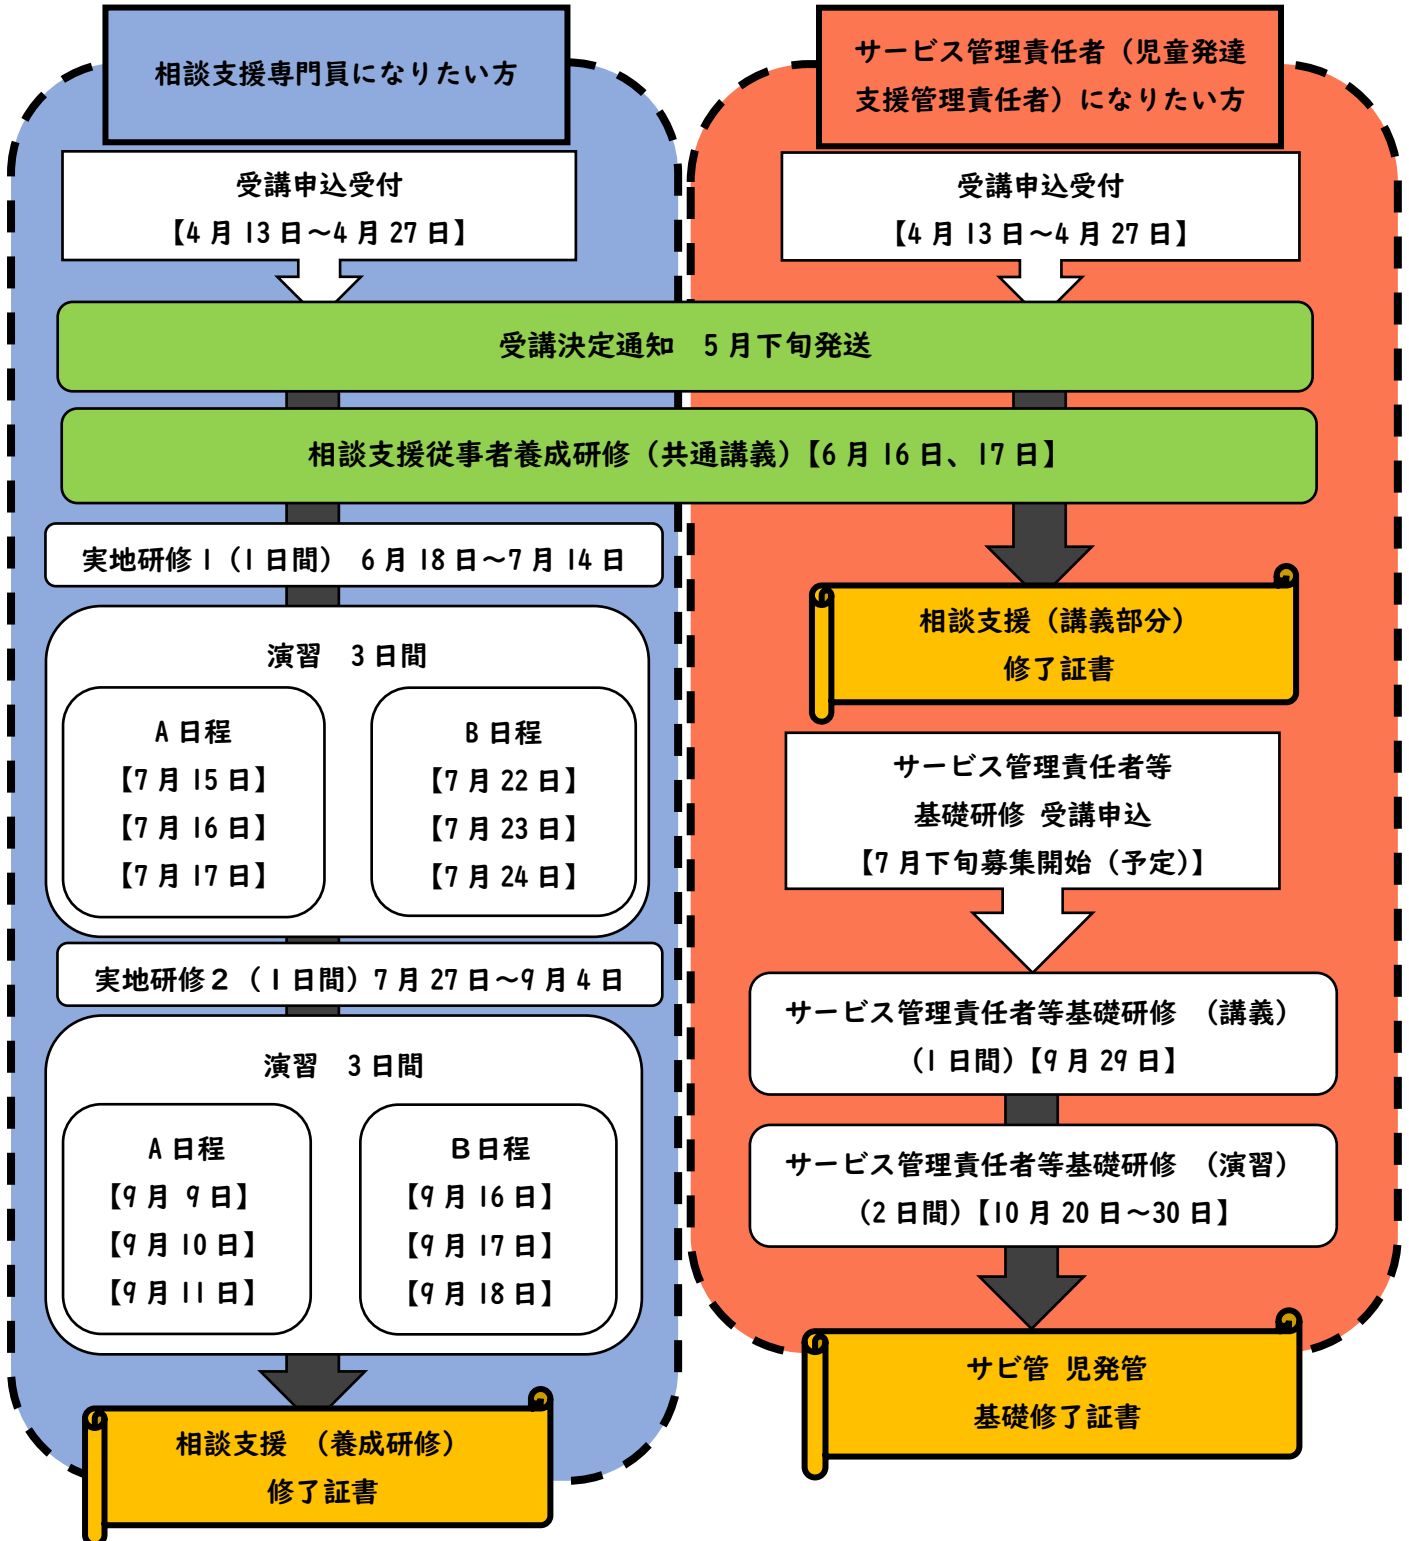 相談支援専門員になりたい方
受講申込受付
【4月13日～4月27日】
サービス管理責任者（児童発達
支援管理責任者）になりたい方
受講申込受付
【4月13日～4月27日】
受講決定通知　5月下旬発送
相談支援従事者養成研修（共通講義）【6月16日、17日】
実地研修1（1日間）　6月18日～7月14日
演習　3日間
A日程
【7月15日】
【7月16日】
【7月17日】
B日程
【7月22日】
【7月23日】
【7月24日】
実地研修２（1日間）7月27日～9月4日
演習　3日間
A日程
【9月 9日】
【9月10日】
【9月11日】
Ｂ日程
【9月16日】
【9月17日】
【9月18日】
相談支援　（養成研修）
修了証書
相談支援（講義部分）
修了証書
サービス管理責任者等
基礎研修 受講申込
【7月下旬募集開始（予定）】
サービス管理責任者等基礎研修　（講義）
（1日間）【9月29日】
サービス管理責任者等基礎研修　（演習）
（2日間）【10月20日～30日】
サビ管 児発管
基礎修了証書